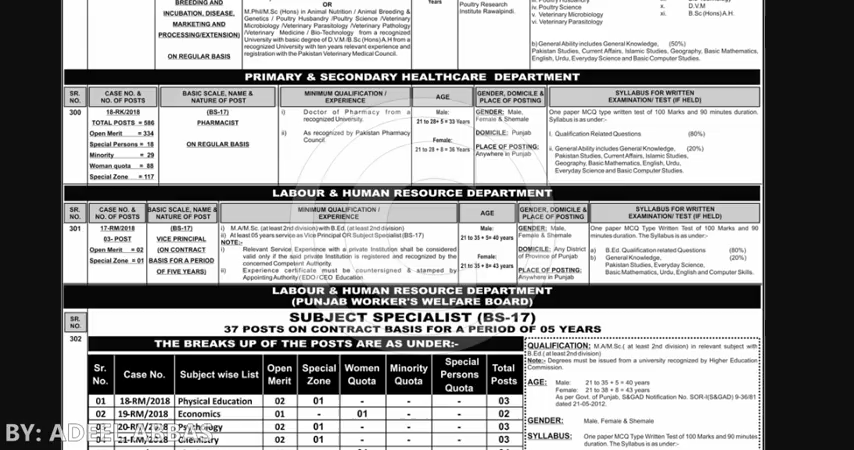 BREEDING AND
INCUBATION, DISEASE,
MARKETING AND
PROCESSING/EXTENSION)
ON REGULAR BASIS
OR
M.Phil/M.Sc (Hons) in Animal Nutrition / Animal Breeding &
Genetics / Poultry Husbandry /Poultry Science /Veterinary
Microbiology /Veterinary Parasitology /Veterinary Pathology
/Veterinary Medicine / Bio-Technology from a recognized
University with basic degree of D.V.M/B.Sc (Hons) A.H from a
recognized University with ten years relevant experience and
registration with the Pakistan Veterinary Medical Council.
Years
Poultry Research
Institute Rawalpindi.
iv. Poultry Science
v. Veterinary Microbiology
vi. Veterinary Parasitology
x. D.V.M
xi. B.Sc (Hons) A.H.
b) General Ability includes General Knowledge, (50%)
Pakistan Studies, Current Affairs, Islamic Studies, Geography, Basic Mathematics,
English, Urdu, Everyday Science and Basic Computer Studies.
PRIMARY & SECONDARY HEALTHCARE DEPARTMENT
SR. NO.
CASE NO. & NO. OF POSTS
BASIC SCALE, NAME & NATURE OF POST
MINIMUM QUALIFICATION / EXPERIENCE
AGE
GENDER, DOMICILE & PLACE OF POSTING
SYLLABUS FOR WRITTEN EXAMINATION/ TEST (IF HELD)
300
18-RK/2018
TOTAL POSTS = 586
Open Merit = 334
Special Persons = 18
Minority = 29
Woman quota = 88
Special Zone = 117
(BS-17)
PHARMACIST
ON REGULAR BASIS
i) Doctor of Pharmacy from a
recognized University.
ii) As recognized by Pakistan Pharmacy
Council.
Male:
21 to 28+ 5 = 33 Years
Female:
21 to 28 + 8 = 36 Years
GENDER: Male,
Female & Shemale
DOMICILE: Punjab
PLACE OF POSTING:
Anywhere in Punjab
One paper MCQ type written test of 100 Marks and 90 minutes duration.
Syllabus is as under:-
i. Qualification Related Questions (80%)
ii. General Ability includes General Knowledge, (20%)
Pakistan Studies, Current Affairs, Islamic Studies,
Geography, Basic Mathematics, English, Urdu,
Everyday Science and Basic Computer Studies.
LABOUR & HUMAN RESOURCE DEPARTMENT
SR. NO.
CASE NO. & NO. OF POSTS
BASIC SCALE, NAME & NATURE OF POST
MINIMUM QUALIFICATION / EXPERIENCE
AGE
GENDER, DOMICILE & PLACE OF POSTING
SYLLABUS FOR WRITTEN EXAMINATION/ TEST (IF HELD)
301
17-RM/2018
03- POST
Open Merit = 02
Special Zone = 01
(BS-17)
VICE PRINCIPAL
(ON CONTRACT
BASIS FOR A PERIOD
OF FIVE YEARS)
i) M.A/M.Sc. (at least 2nd division) with B.Ed. (at least 2nd division)
ii) At least 05 years service as Vice Principal OR Subject Specialist (BS-17)
NOTE:-
i) Relevant Service Experience with a private Institution shall be considered
valid only if the said private Institution is registered and recognized by the
concerned Competent Authority.
ii) Experience certificate must be countersigned & stamped by
Appointing Authority / EDO / CEO Education
Male:
21 to 35 + 5= 40 years
Female:
21 to 35 + 8= 43 years
GENDER: Male,
Female & Shemale
DOMICILE: Any District
of Province of Punjab
PLACE OF POSTING:
Anywhere in Punjab
One paper MCQ type written test of 100 Marks and 90
minutes duration. The Syllabus is as under:-
a) B.Ed. Qualification related Questions (80%)
b) General Knowledge, (20%)
Pakistan Studies, Everyday Science,
Basic Mathematics, Urdu, English and Computer Skills.
LABOUR & HUMAN RESOURCE DEPARTMENT
(PUNJAB WORKER'S WELFARE BOARD)
SR. NO.
302
SUBJECT SPECIALIST (BS-17)
37 POSTS ON CONTRACT BASIS FOR A PERIOD OF 05 YEARS
THE BREAKS UP OF THE POSTS ARE AS UNDER:-
Sr. No. Case No. Subject wise List Open Merit Special Zone Women Quota Minority Quota Special Persons Quota Total Posts
01 18-RM/2018 Physical Education 02 01 - - - 03
02 19-RM/2018 Economics 01 - 01 - - 02
03 20-RM/2018 Psychology 02 01 - - - 03
04 21-RM/2018 Chemistry 02 01 - - - 03
QUALIFICATION: M.A/M.Sc.( at least 2nd division) in relevant subject with
B.Ed.( at least 2nd division)
Note:- Degrees must be issued from a university recognized by Higher Education
Commission.
AGE: Male: 21 to 35 + 5 = 40 years
Female: 21 to 38 + 8 = 43 years
As per Govt. of Punjab, S&GAD Notification No. SOR-I(S&GAD) 9-36/81
dated 21-05-2012.
GENDER: Male, Female & Shemale
SYLLABUS: One paper MCQ Type Written Test of 100 Marks and 90 minutes
duration. The Syllabus is as under:-
BY: ADEEL ABBAS